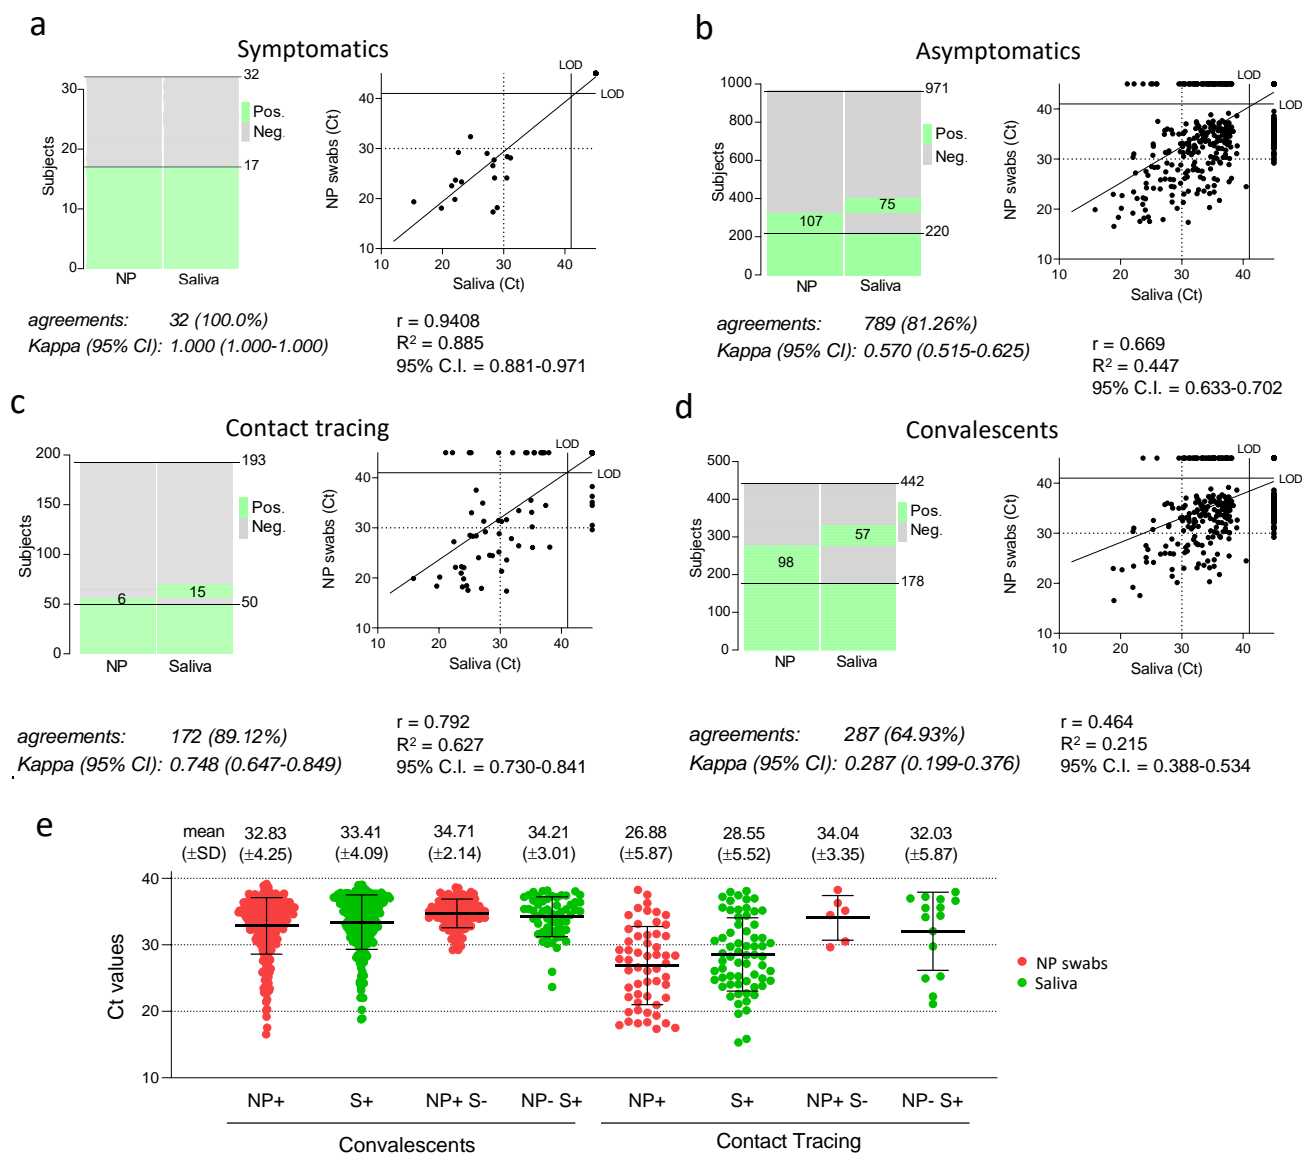 a
Symptomatics
30
20
10
0
Subjects
32
17
Pos.
Neg.
NP
Saliva
LOD
LOD
40
30
20
10
NP swabs (Ct)
10
20
30
40
Saliva (Ct)
agreements: 32 (100.0%)
Kappa (95% CI): 1.000 (1.000-1.000)
r = 0.9408
R² = 0.885
95% C.I. = 0.881-0.971
b
Asymptomatics
1000
800
600
400
200
0
Subjects
971
220
107
75
Pos.
Neg.
NP
Saliva
LOD
LOD
40
30
20
10
NP swabs (Ct)
10
20
30
40
Saliva (Ct)
agreements: 789 (81.26%)
Kappa (95% CI): 0.570 (0.515-0.625)
r = 0.669
R² = 0.447
95% C.I. = 0.633-0.702
c
Contact tracing
200
150
100
50
0
Subjects
193
50
6
15
Pos.
Neg.
NP
Saliva
LOD
LOD
40
30
20
10
NP swabs (Ct)
10
20
30
40
Saliva (Ct)
agreements: 172 (89.12%)
Kappa (95% CI): 0.748 (0.647-0.849)
r = 0.792
R² = 0.627
95% C.I. = 0.730-0.841
d
Convalescents
500
400
300
200
100
0
Subjects
442
178
98
57
Pos.
Neg.
NP
Saliva
LOD
LOD
40
30
20
10
NP swabs (Ct)
10
20
30
40
Saliva (Ct)
agreements: 287 (64.93%)
Kappa (95% CI): 0.287 (0.199-0.376)
r = 0.464
R² = 0.215
95% C.I. = 0.388-0.534
e
mean 32.83 33.41 34.71 34.21 26.88 28.55 34.04 32.03
(±SD) (±4.25) (±4.09) (±2.14) (±3.01) (±5.87) (±5.52) (±3.35) (±5.87)
40
30
20
10
Ct values
NP swabs
Saliva
NP+ S+ NP+ S- NP- S+ NP+ S+ NP+ S- NP- S+
Convalescents Contact Tracing